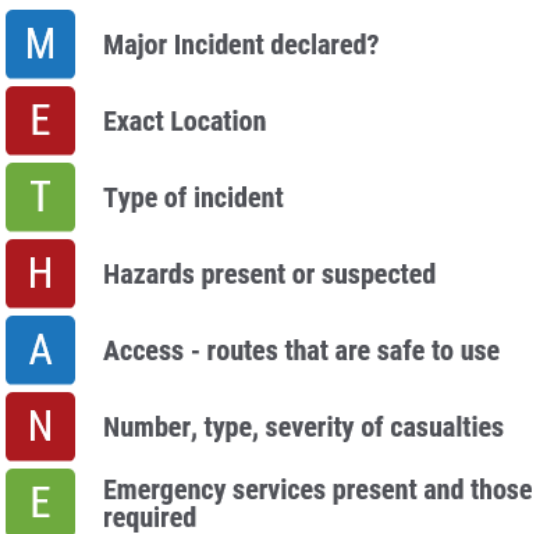 M Major Incident declared?
E Exact Location
T Type of incident
H Hazards present or suspected
A Access - routes that are safe to use
N Number, type, severity of casualties
E Emergency services present and those
required